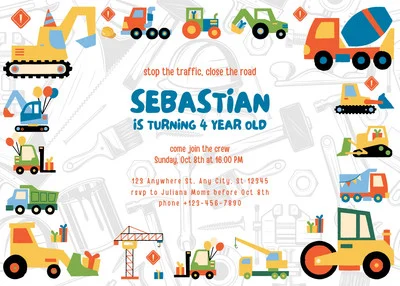 stop the traffic, close the road
SEBASTIAN
iS TURNING 4 YEAR OLD
come join the crew
Sunday, Oct 8th at 16.00 PM
123 Anywhere St. Any City, St 12345
rsvp to Juliana Moms before Oct 8th
phone +123-456-7890